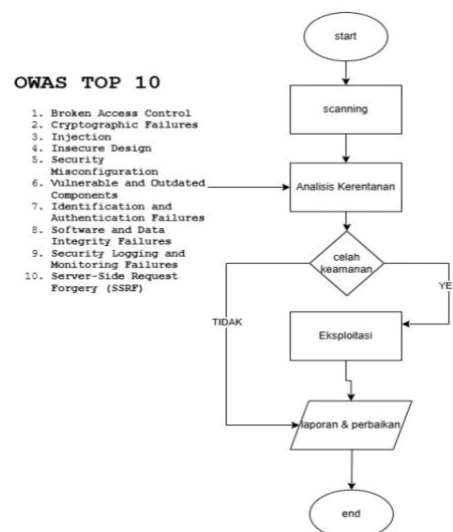 start
OWAS TOP 10
scanning
1. Broken Access Control
2. Cryptographic Failures
3. Injection
4. Insecure Design
5. Security
Misconfiguration
6. Vulnerable and Outdated
Components
7. Identification and
Authentication Failures
8. Software and Data
Integrity Failures
9. Security Logging and
Monitoring Failures
10. Server-Side Request
Forgery (SSRF)
Analisis Kerentanan
celah
keamanan
YE
TIDAK
Eksploitasi
laporan & perbaikan
end